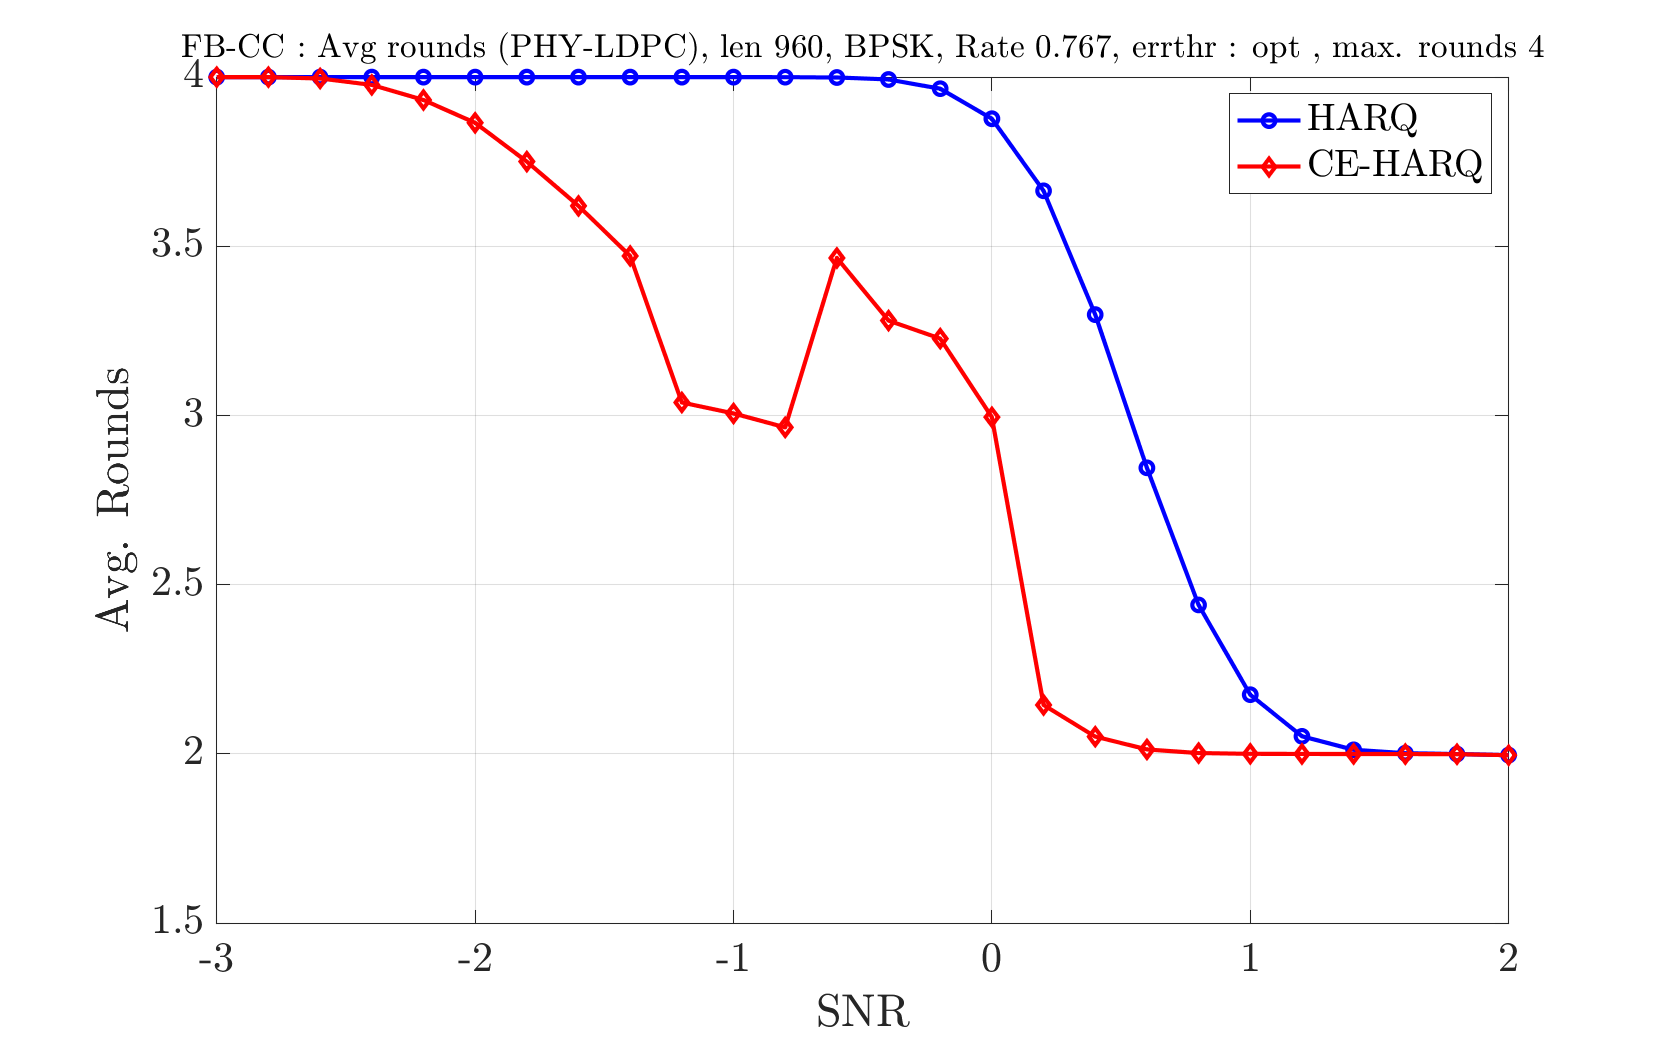 FB-CC : Avg rounds (PHY-LDPC), len 960, BPSK, Rate 0.767, errthr : opt , max. rounds 4
HARQ
CE-HARQ
4
3.5
3
2.5
2
1.5
Avg. Rounds
-3 -2 -1 0 1 2
SNR